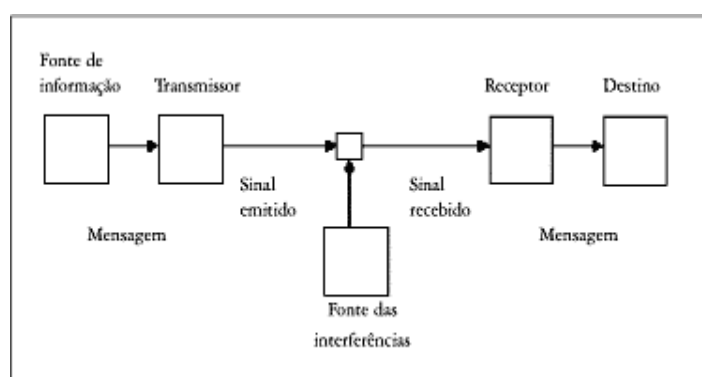 Fonte de
informação
Transmissor
Receptor
Destino
Sinal
emitido
Sinal
recebido
Mensagem
Mensagem
Fonte das
interferências